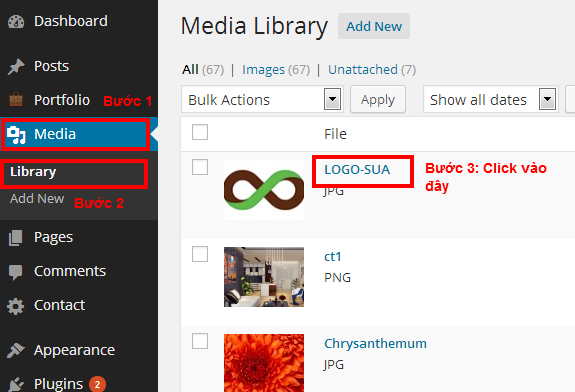 Dashboard
Posts
Portfolio
Bước 1
Media
Library
Add New
Bước 2
Pages
Comments
Contact
Appearance
Plugins 2
Media Library Add New
All (67) | Images (67) | Unattached (7)
Bulk Actions Apply Show all dates
File
LOGO-SUA
JPG
Bước 3: Click vào
đây
ct1
PNG
Chrysanthemum
JPG